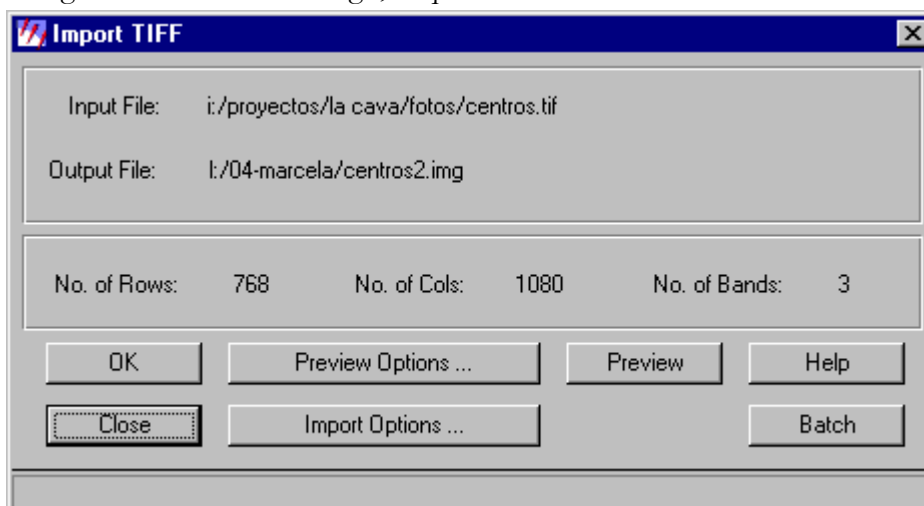 Import TIFF
Input File: i:/proyectos/la cava/fotos/centros.tif
Output File: l:/04-marcela/centros2.img
No. of Rows: 768 No. of Cols: 1080 No. of Bands: 3
OK Preview Options ... Preview Help
Close Import Options ... Batch